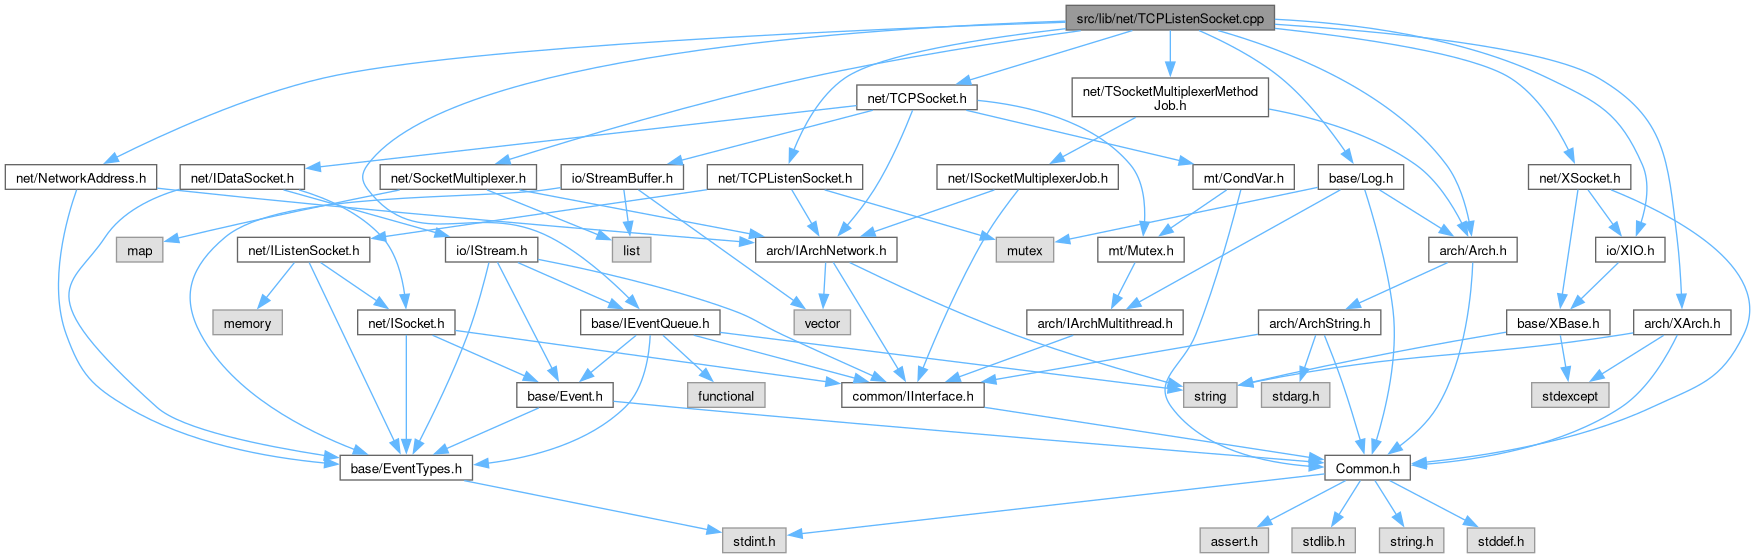 src/lib/net/TCPListenSocket.cpp
net/TCPSocket.h
net/TSocketMultiplexerMethod
Job.h
net/NetworkAddress.h
net/IDataSocket.h
net/SocketMultiplexer.h
io/StreamBuffer.h
net/TCPListenSocket.h
net/ISocketMultiplexerJob.h
mt/CondVar.h
base/Log.h
net/XSocket.h
map
net/IListenSocket.h
io/IStream.h
list
arch/IArchNetwork.h
mutex
mt/Mutex.h
arch/Arch.h
io/XIO.h
memory
net/ISocket.h
base/IEventQueue.h
vector
arch/IArchMultithread.h
arch/ArchString.h
base/XBase.h
arch/XArch.h
base/Event.h
functional
common/IInterface.h
string
stdarg.h
stdexcept
base/EventTypes.h
Common.h
stdint.h
assert.h
stdlib.h
string.h
stddef.h